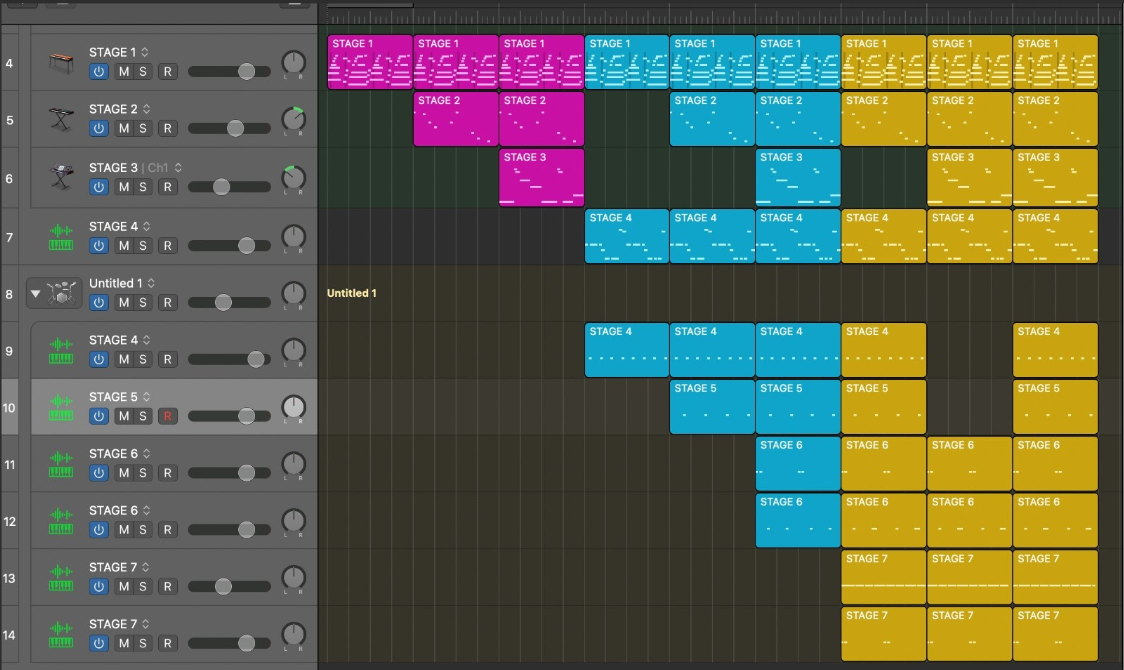 4 STAGE 1 M S R L R STAGE 1 STAGE 1 STAGE 1 STAGE 1 STAGE 1 STAGE 1 STAGE 1 STAGE 1 STAGE 1
5 STAGE 2 M S R L R STAGE 2 STAGE 2 STAGE 2 STAGE 2 STAGE 2 STAGE 2 STAGE 2
6 STAGE 3 | Ch1 M S R L R STAGE 3 STAGE 3 STAGE 3 STAGE 3
7 STAGE 4 M S R L R STAGE 4 STAGE 4 STAGE 4 STAGE 4 STAGE 4 STAGE 4
8 Untitled 1 M S R L R Untitled 1
9 STAGE 4 M S R L R STAGE 4 STAGE 4 STAGE 4 STAGE 4 STAGE 4
10 STAGE 5 M S R L R STAGE 5 STAGE 5 STAGE 5 STAGE 5
11 STAGE 6 M S R L R STAGE 6 STAGE 6 STAGE 6 STAGE 6
12 STAGE 6 M S R L R STAGE 6 STAGE 6 STAGE 6 STAGE 6
13 STAGE 7 M S R L R STAGE 7 STAGE 7 STAGE 7
14 STAGE 7 M S R L R STAGE 7 STAGE 7 STAGE 7